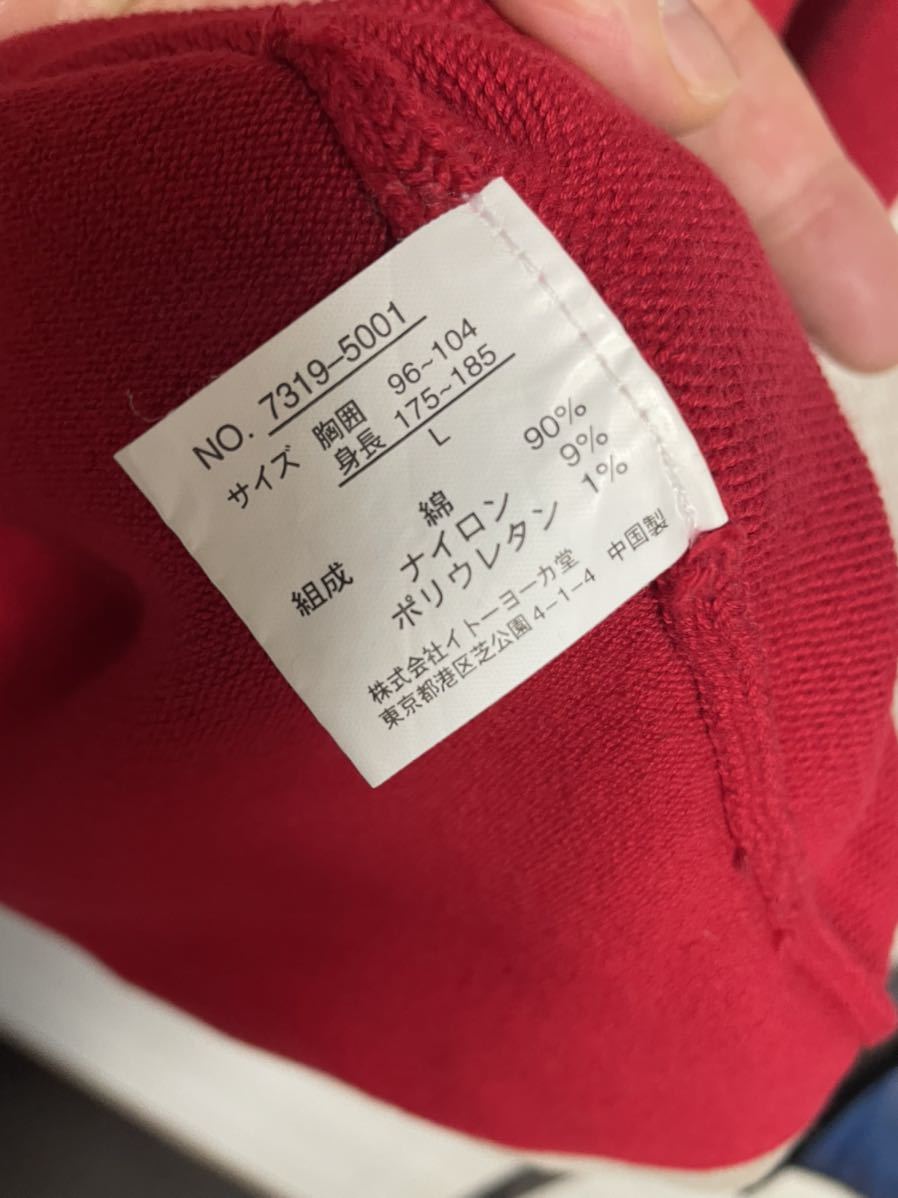 NO. 7319-5001
サイズ 胸囲 96~104
身長 175~185
L
組成 綿 90%
ナイロン 9%
ポリウレタン 1%
株式会社イトーヨーカ堂
東京都港区芝公園4-1-4 中国製